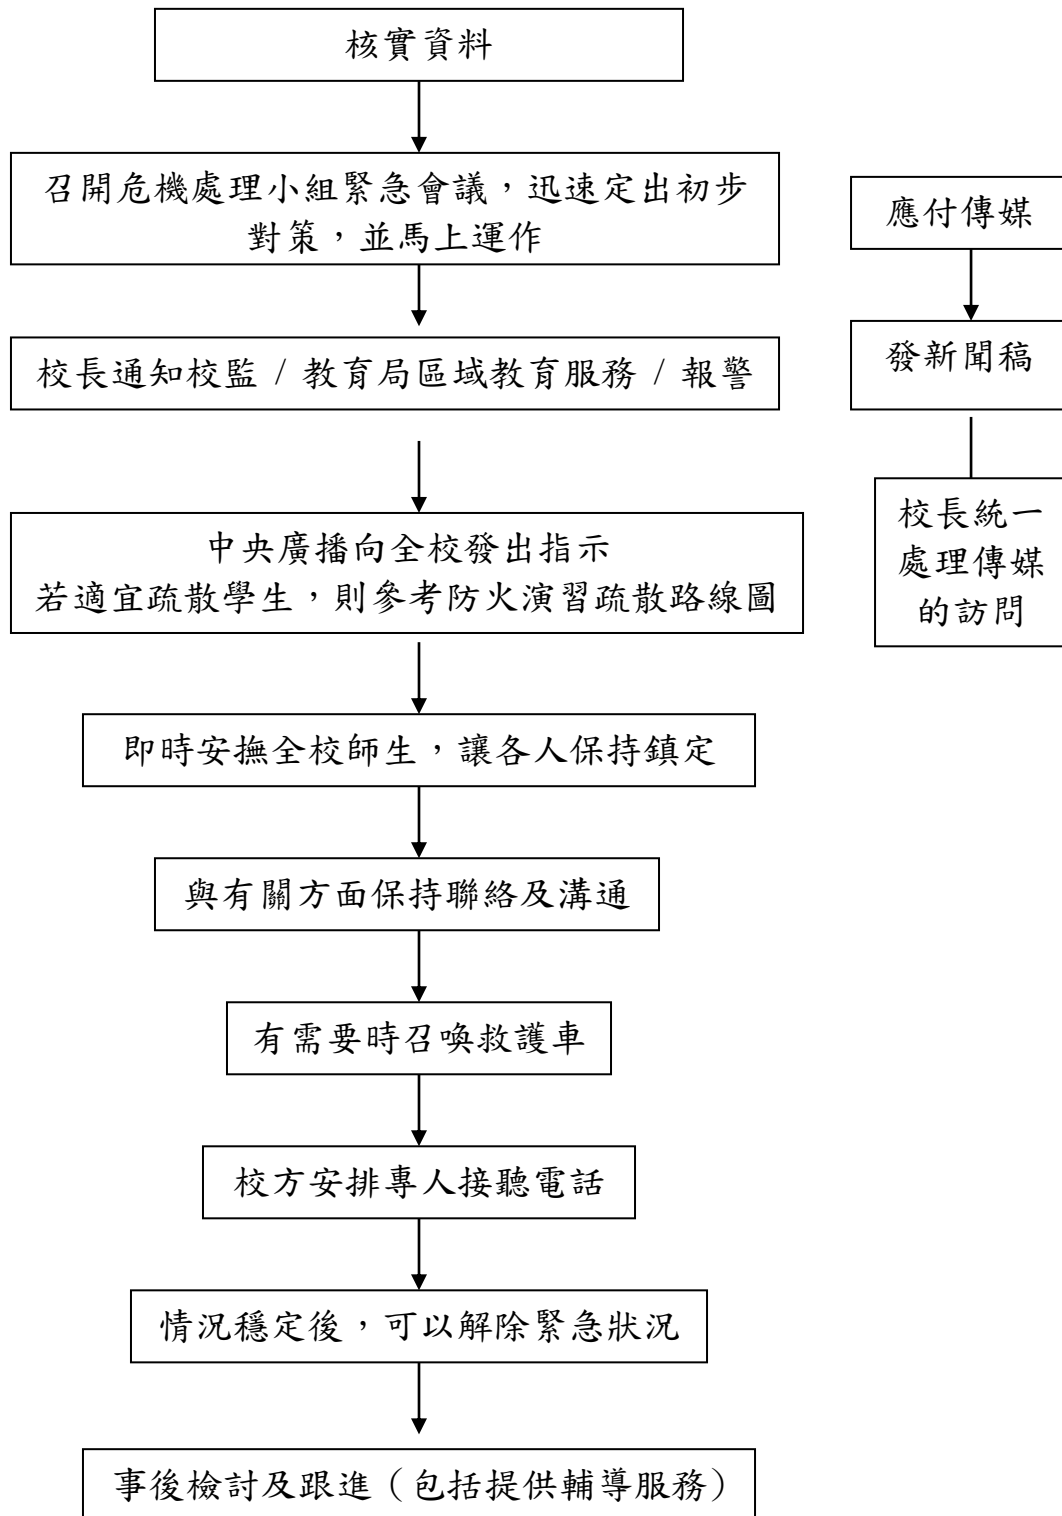 核實資料
召開危機處理小組緊急會議，迅速定出初步
對策，並馬上運作
校長通知校監 / 教育局區域教育服務 / 報警
中央廣播向全校發出指示
若適宜疏散學生，則參考防火演習疏散路線圖
即時安撫全校師生，讓各人保持鎮定
與有關方面保持聯絡及溝通
有需要時召喚救護車
校方安排專人接聽電話
情況穩定後，可以解除緊急狀況
事後檢討及跟進（包括提供輔導服務）
應付傳媒
發新聞稿
校長統一
處理傳媒
的訪問